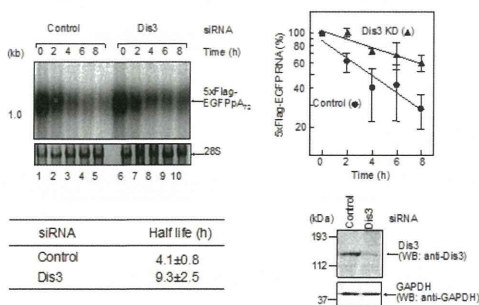 Control Dis3 siRNA
0 2 4 6 8 0 2 4 6 8 Time (h)
(kb)
1.0
5xFlag-
EGFPpA72
28S
1 2 3 4 5 6 7 8 9 10
siRNA Half life (h)
Control 4.1±0.8
Dis3 9.3±2.5
5xFlag-EGFP RNA (%)
100
80
60
40
20
Dis3 KD (▲)
Control (●)
0 2 4 6 8
Time (h)
(kDa) Control Dis3 siRNA
193
112
Dis3
(WB: anti-Dis3)
37
GAPDH
(WB: anti-GAPDH)